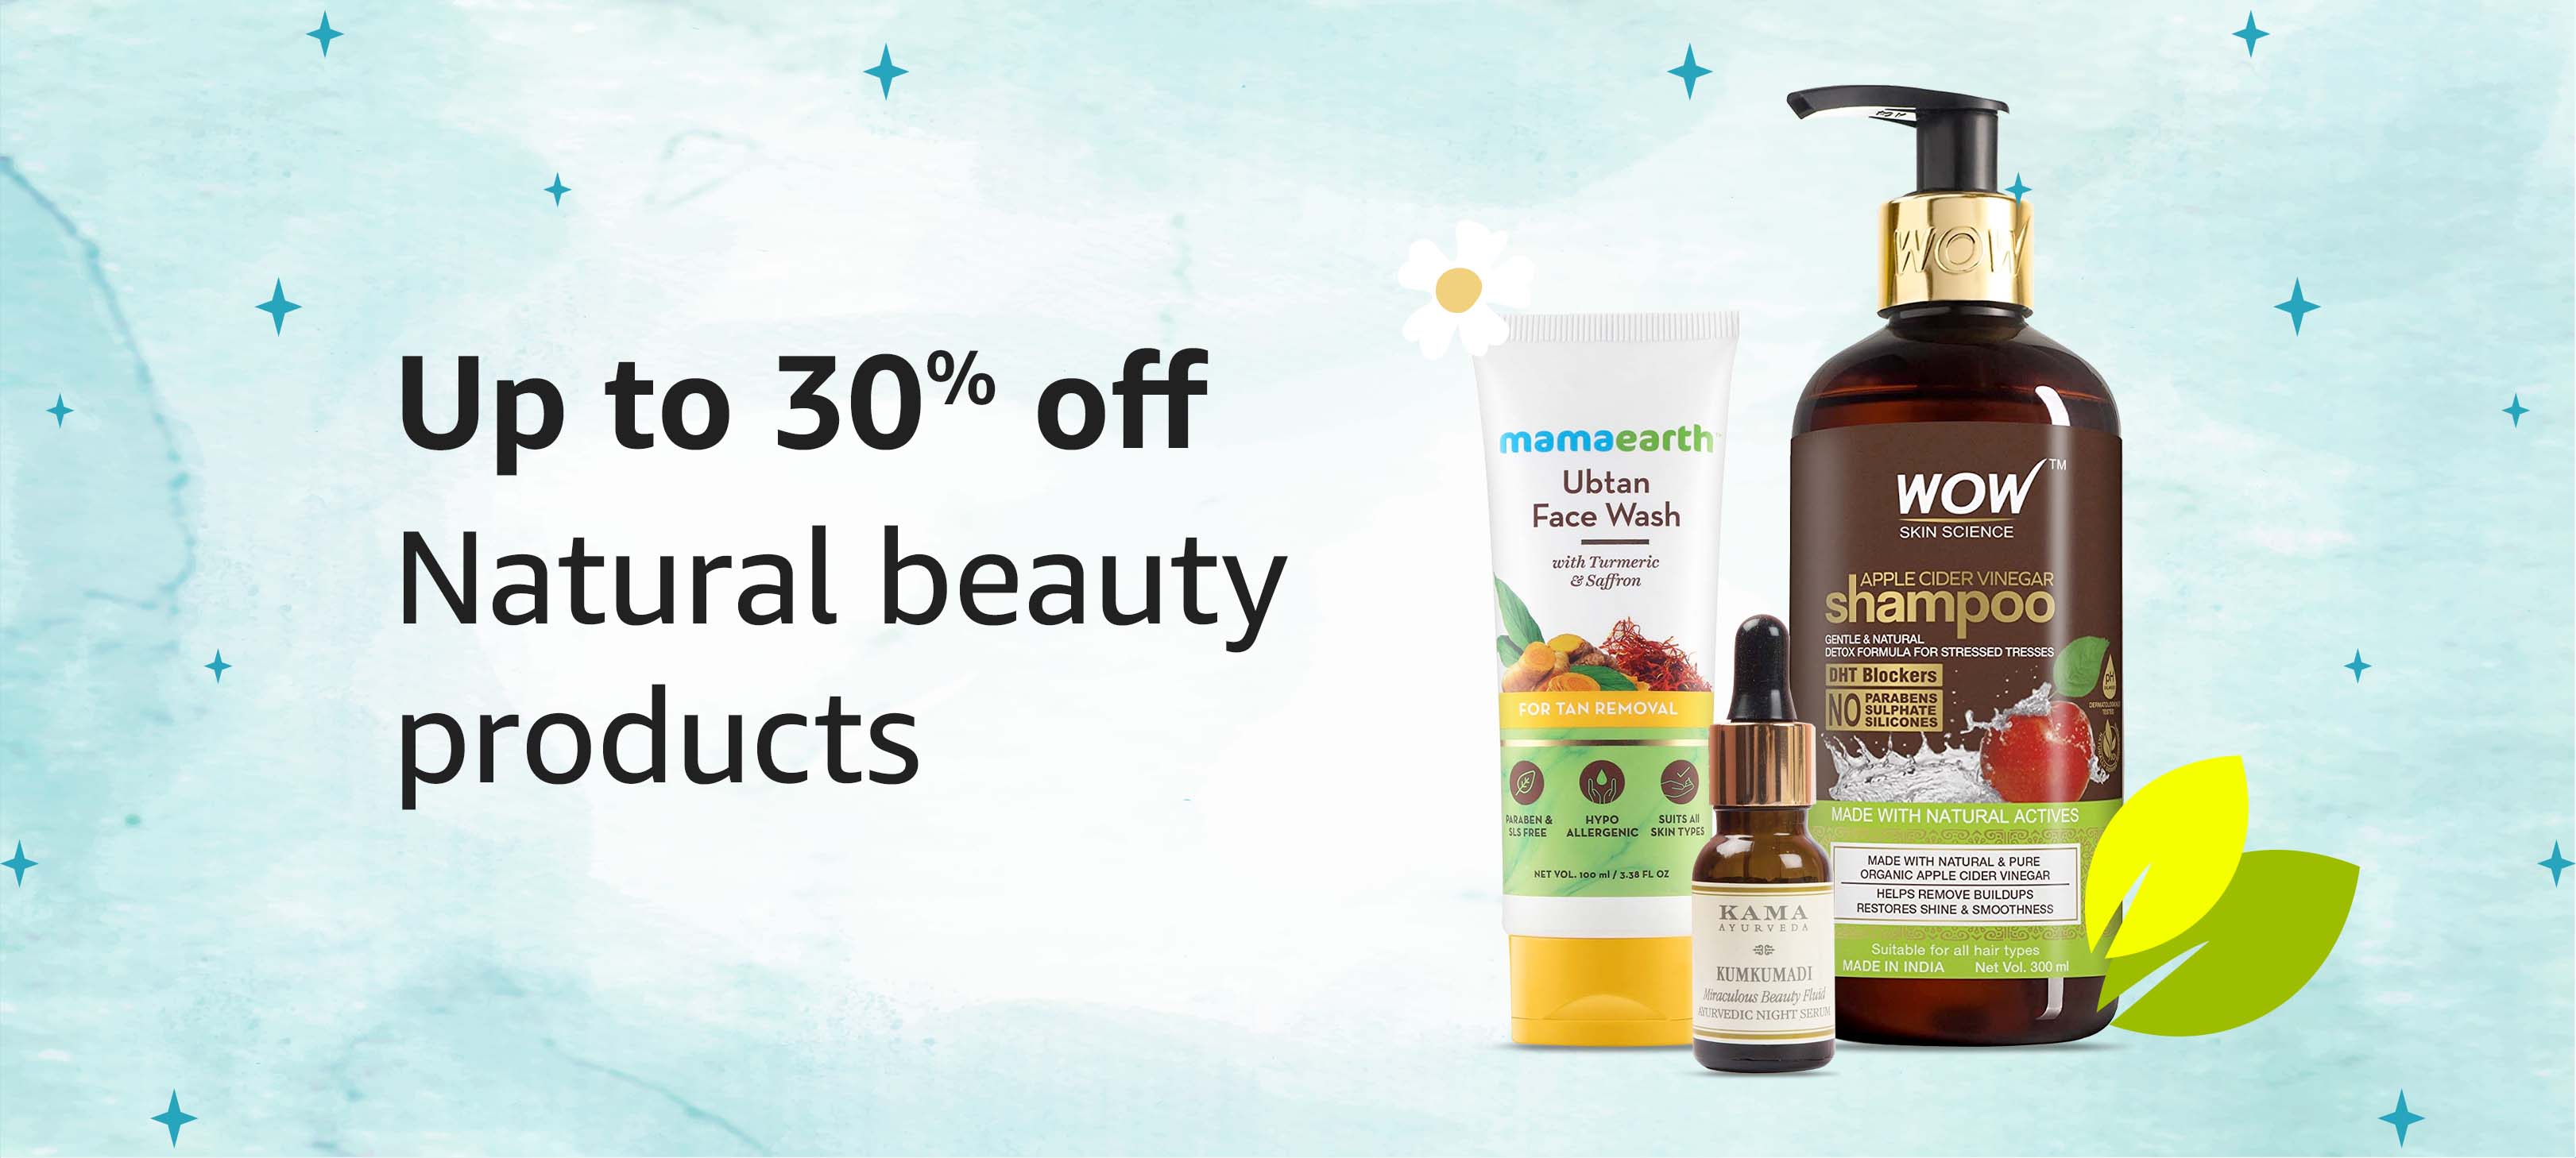 Up to 30% off
Natural beauty
products
mamaearth
Ubtan
Face Wash
with Turmeric
& Saffron
FOR TAN REMOVAL
PARABEN &
SLS FREE
HYPO
ALLERGENIC
SUITS All
SKIN TYPES
NET VOL. 100 ml / 3.38 FL OZ
KAMA
AYURVEDA
KUMKUMADI
Miraculous Beauty Fluid
AYURVEDIC NIGHT SERUM
WOW
WOW™
SKIN SCIENCE
APPLE CIDER VINEGAR
shampoo
GENTLE & NATURAL
DETOX FORMULA FOR STRESSED TRESSES
DHT Blockers
NO PARABENS
SULPHATE
SILICONES
pH
MADE WITH NATURAL ACTIVES
MADE WITH NATURAL & PURE
ORGANIC APPLE CIDER VINEGAR
HELPS REMOVE BUILDUPS
RESTORES SHINE & SMOOTHNESS
Suitable for all hair types
MADE IN INDIA Net Vol. 300 ml